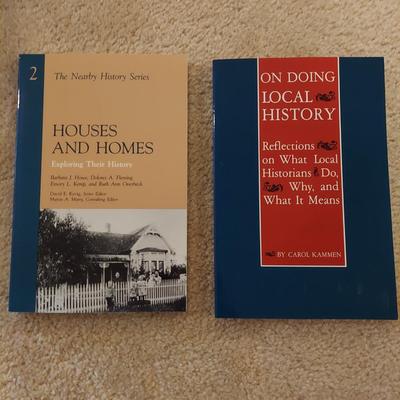 2
The Nearby History Series
HOUSES
AND HOMES
Exploring Their History
Barbara J. Howe, Dolores A. Fleming,
Emory L. Kemp, and Ruth Ann Overbeck
David E. Kyvig, Series Editor
Myron A. Marty, Consulting Editor
ON DOING
LOCAL
HISTORY
Reflections
on What Local
Historians Do,
Why, and
What It Means
BY CAROL KAMMEN